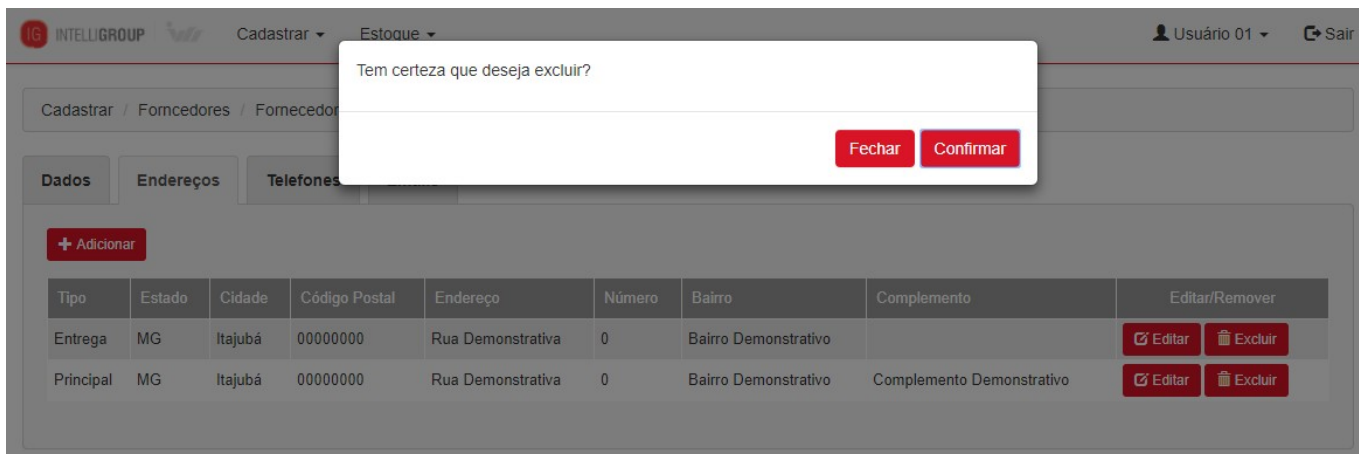 IG INTELLIGROUP Cadastrar Estoque Usuário 01 Sair
Tem certeza que deseja excluir?
Cadastrar / Forncedores / Fornecedor
Fechar Confirmar
Dados Endereços Telefones
Adicionar
Tipo Estado Cidade Código Postal Endereço Número Bairro Complemento Editar/Remover
Entrega MG Itajubá 00000000 Rua Demonstrativa 0 Bairro Demonstrativo Editar Excluir
Principal MG Itajubá 00000000 Rua Demonstrativa 0 Bairro Demonstrativo Complemento Demonstrativo Editar Excluir